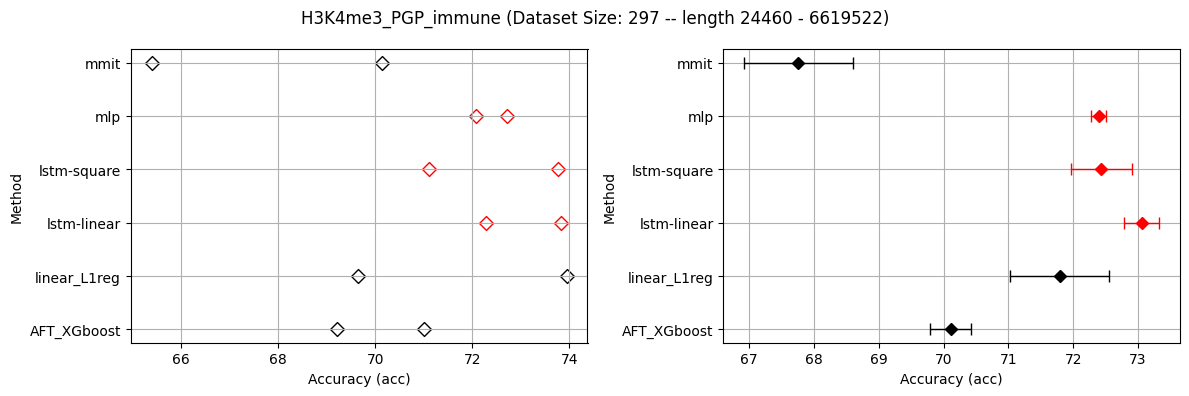 H3K4me3_PGP_immune (Dataset Size: 297 -- length 24460 - 6619522)
Method
mmit
mlp
lstm-square
lstm-linear
linear_L1reg
AFT_XGboost
66 68 70 72 74
Accuracy (acc)
Method
mmit
mlp
lstm-square
lstm-linear
linear_L1reg
AFT_XGboost
67 68 69 70 71 72 73
Accuracy (acc)